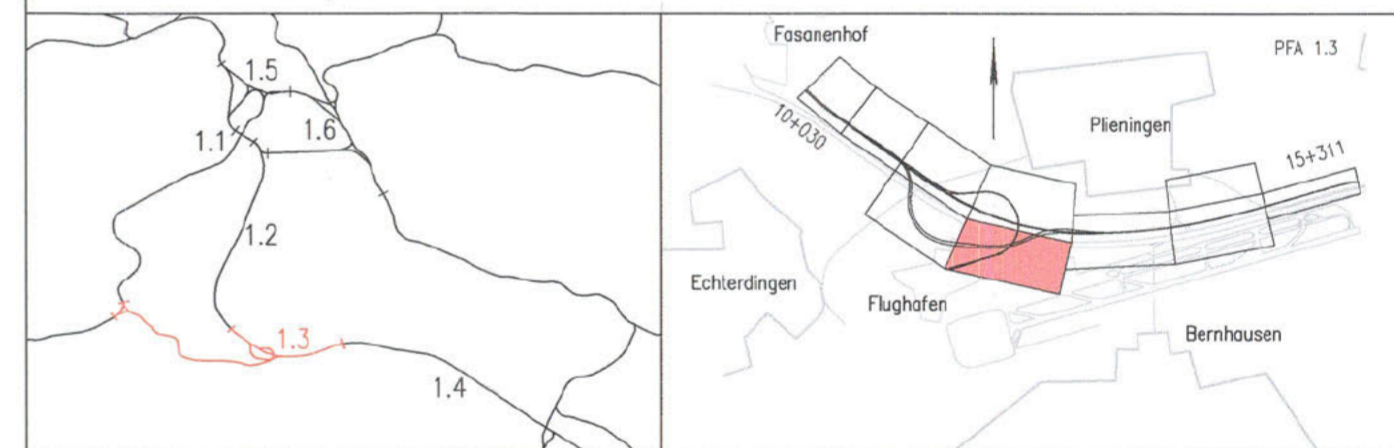 1.5
1.1
1.6
1.2
1.3
1.4
Fasanenhof
PFA 1.3
10+030
Plieningen
15+311
Echterdingen
Flughafen
Bernhausen